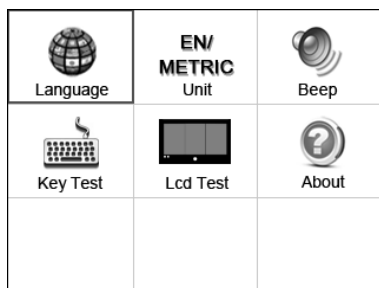 EN/
METRIC
Language
Unit
Beep
Key Test
Lcd Test
About